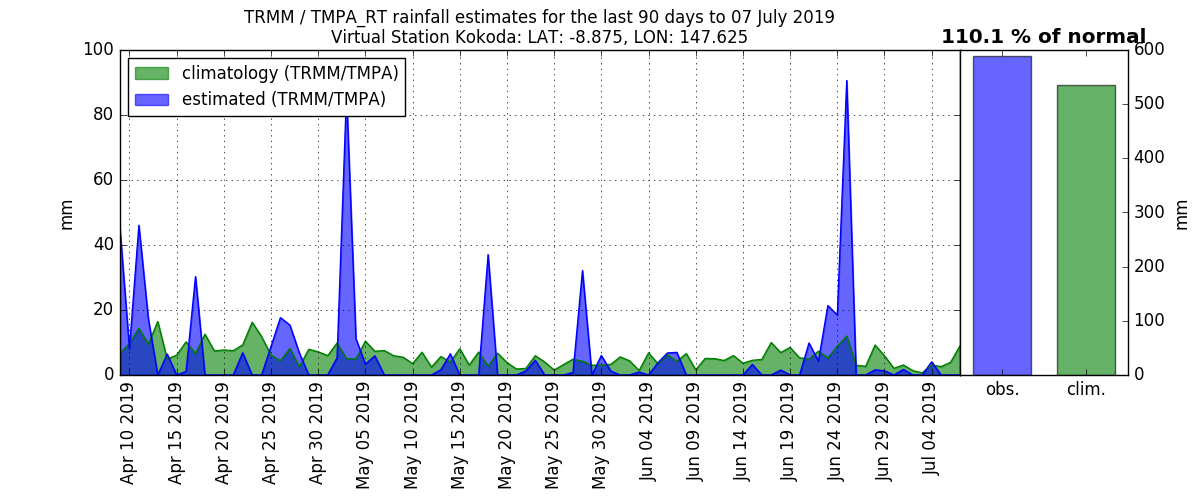 TRMM / TMPA_RT rainfall estimates for the last 90 days to 07 July 2019
Virtual Station Kokoda: LAT: -8.875, LON: 147.625
110.1 % of normal
climatology (TRMM/TMPA)
estimated (TRMM/TMPA)
100
80
60
40
20
0
mm
600
500
400
300
200
100
0
mm
Apr 10 2019
Apr 15 2019
Apr 20 2019
Apr 25 2019
Apr 30 2019
May 05 2019
May 10 2019
May 15 2019
May 20 2019
May 25 2019
May 30 2019
Jun 04 2019
Jun 09 2019
Jun 14 2019
Jun 19 2019
Jun 24 2019
Jun 29 2019
Jul 04 2019
obs.
clim.